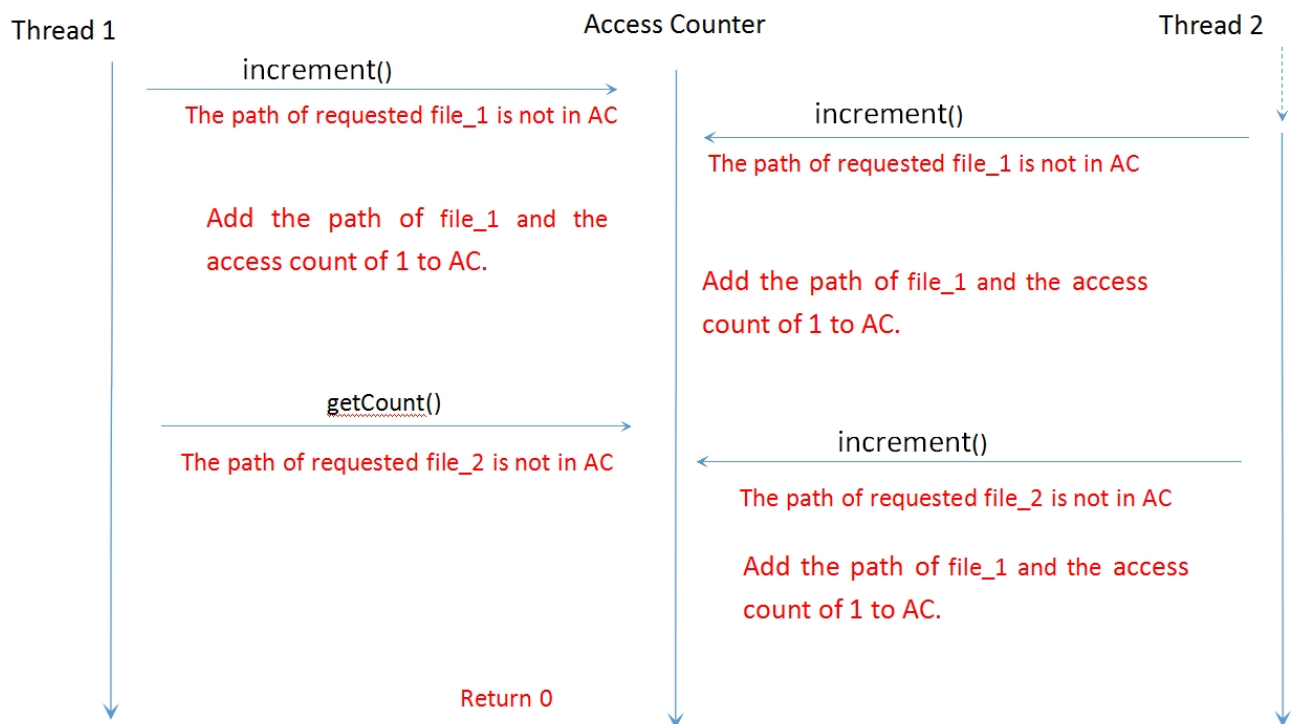 Thread 1
Access Counter
Thread 2
increment()
The path of requested file_1 is not in AC
increment()
The path of requested file_1 is not in AC
Add the path of file_1 and the
access count of 1 to AC.
Add the path of file_1 and the access
count of 1 to AC.
getCount()
The path of requested file_2 is not in AC
increment()
The path of requested file_2 is not in AC
Add the path of file_1 and the access
count of 1 to AC.
Return 0